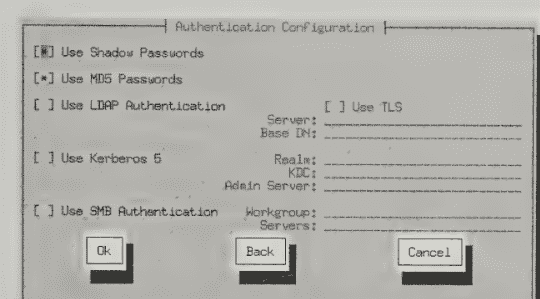 Authentication Configuration
[*] Use Shadow Passwords
[*] Use MD5 Passwords
[ ] Use LDAP Authentication
[ ] Use TLS
Server:
Base DN:
[ ] Use Kerberos 5
Realm:
KDC:
Admin Server:
[ ] Use SMB Authentication
Workgroup:
Servers:
Ok
Back
Cancel